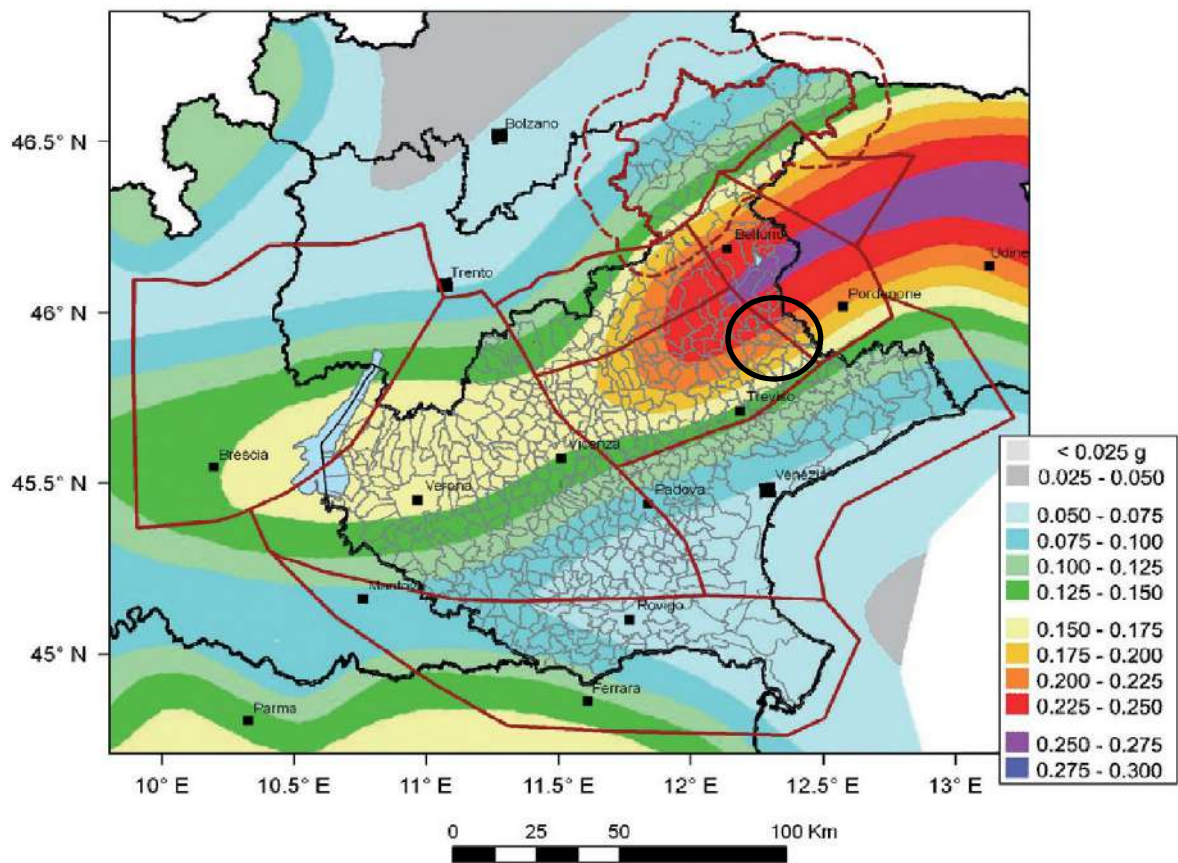 46.5° N
46° N
45.5° N
45° N
Bolzano
Trento
Belluno
Udine
Pordenone
Treviso
Brescia
Vicenza
Verona
Padova
Venezia
Mantova
Rovigo
Ferrara
Parma
< 0.025 g
0.025 - 0.050
0.050 - 0.075
0.075 - 0.100
0.100 - 0.125
0.125 - 0.150
0.150 - 0.175
0.175 - 0.200
0.200 - 0.225
0.225 - 0.250
0.250 - 0.275
0.275 - 0.300
10° E 10.5° E 11° E 11.5° E 12° E 12.5° E 13° E
0 25 50 100 Km